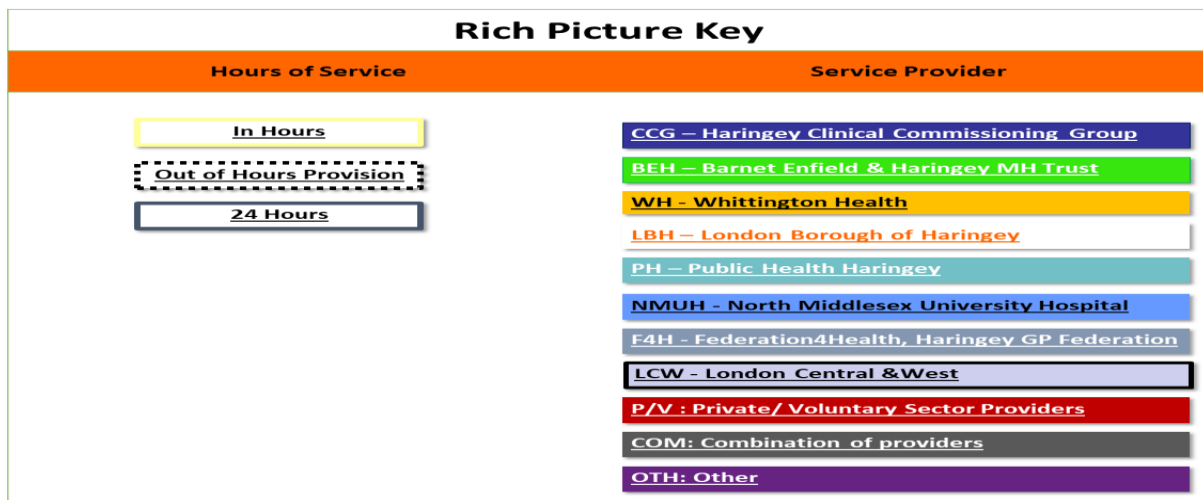 Rich Picture Key
Hours of Service
Service Provider
In Hours
Out of Hours Provision
24 Hours
CCG – Haringey Clinical Commissioning Group
BEH – Barnet Enfield & Haringey MH Trust
WH - Whittington Health
LBH – London Borough of Haringey
PH – Public Health Haringey
NMUH - North Middlesex University Hospital
F4H - Federation4Health, Haringey GP Federation
LCW - London Central &West
P/V : Private/ Voluntary Sector Providers
COM: Combination of providers
OTH: Other